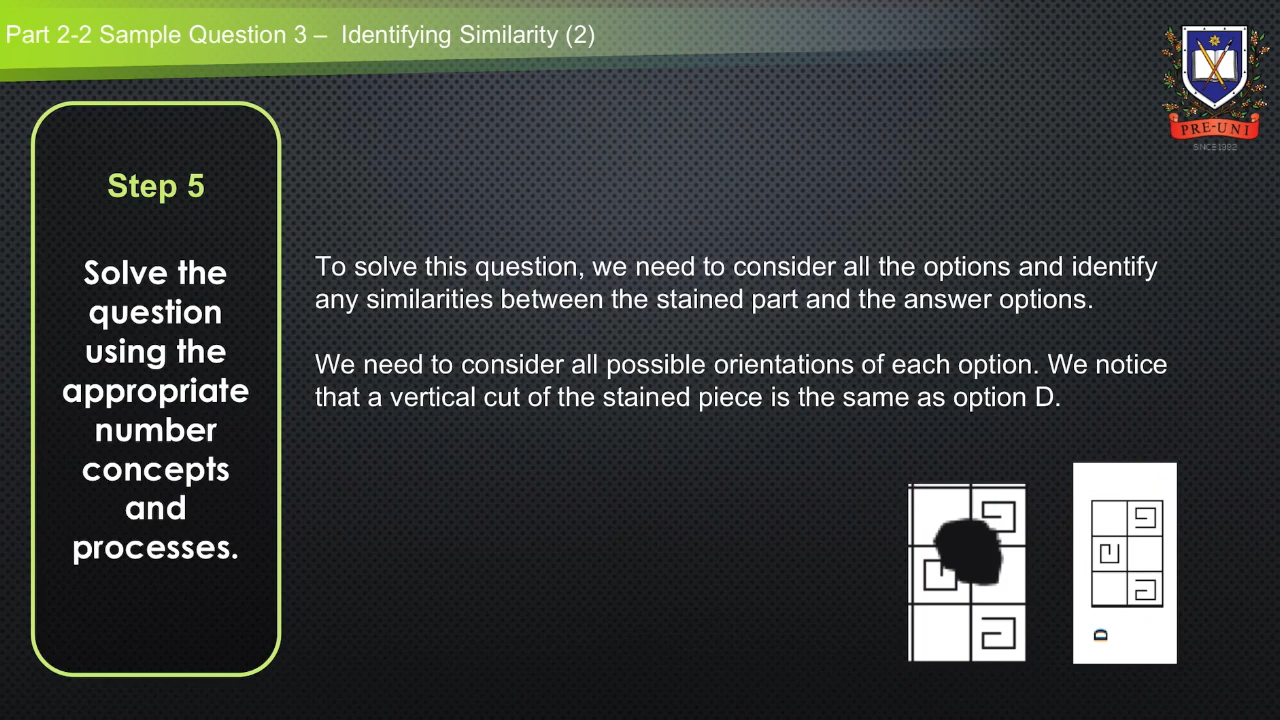 Part 2-2 Sample Question 3 –  Identifying Similarity (2)
PRE-UNI
SINCE 1992
Step 5
Solve the
question
using the
appropriate
number
concepts
and
processes.
To solve this question, we need to consider all the options and identify
any similarities between the stained part and the answer options.
We need to consider all possible orientations of each option. We notice
that a vertical cut of the stained piece is the same as option D.
D